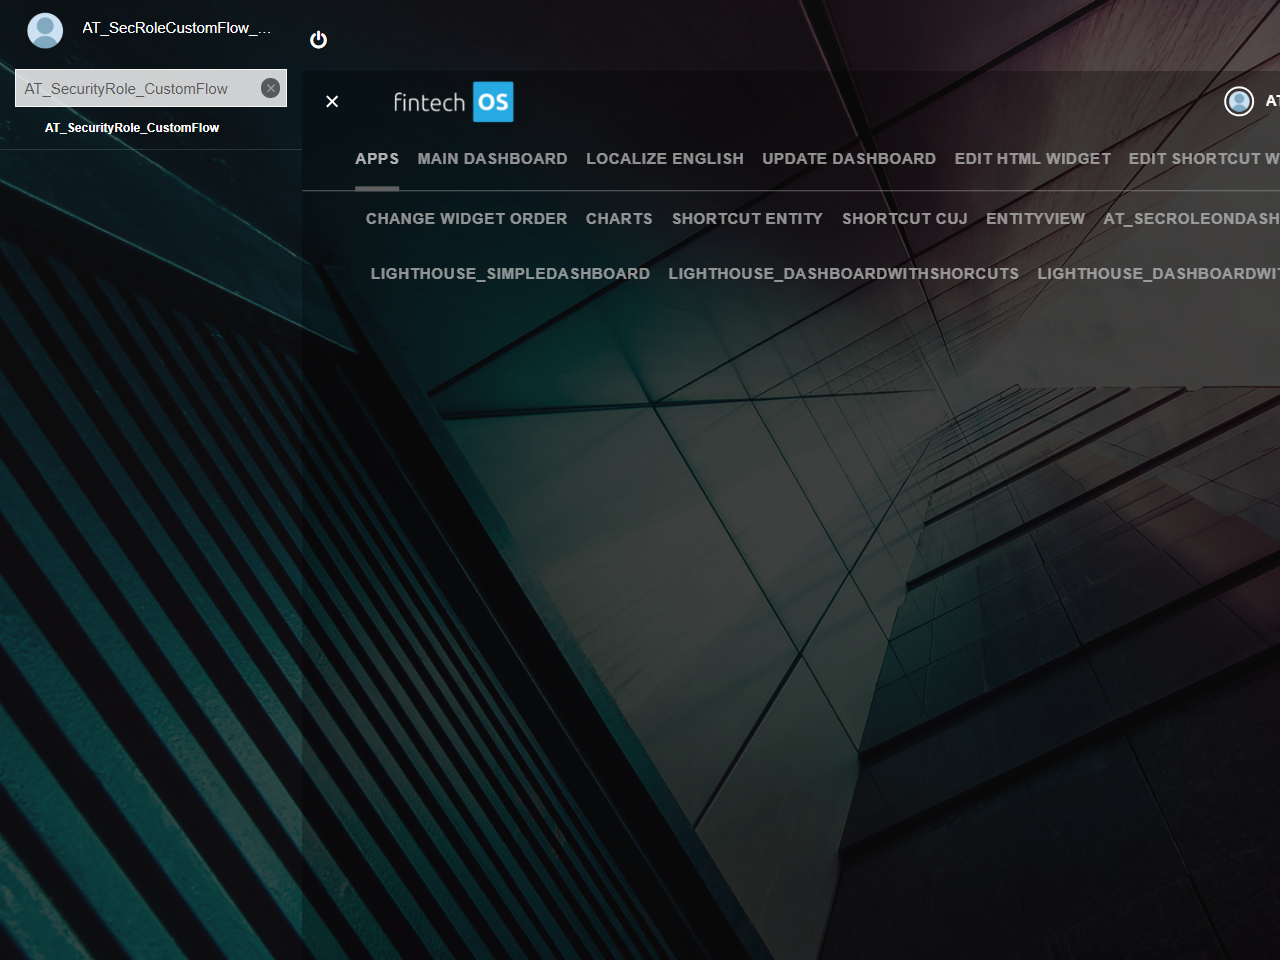 AT_SecRoleCustomFlow_...
AT_SecurityRole_CustomFlow
AT_SecurityRole_CustomFlow
fintech OS
AT
APPS MAIN DASHBOARD LOCALIZE ENGLISH UPDATE DASHBOARD EDIT HTML WIDGET EDIT SHORTCUT W
CHANGE WIDGET ORDER CHARTS SHORTCUT ENTITY SHORTCUT CUJ ENTITYVIEW AT_SECROLEONDASH
LIGHTHOUSE_SIMPLEDASHBOARD LIGHTHOUSE_DASHBOARDWITHSHORCUTS LIGHTHOUSE_DASHBOARDWI